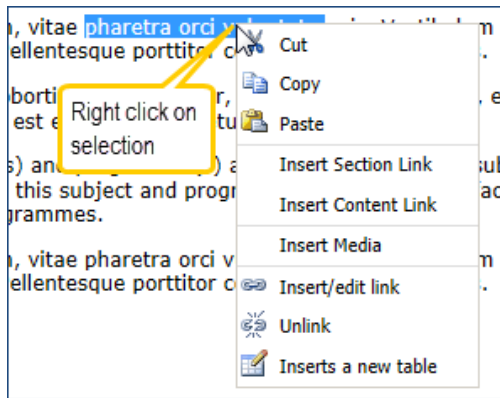 , vitae pharetra orci
Cut
ellentesque porttitor
Copy
Right click on
selection
Paste
est
Insert Section Link
this subject and
Insert Content Link
grammes.
Insert Media
, vitae pharetra orci
ellentesque porttitor
Insert/edit link
Unlink
Inserts a new table